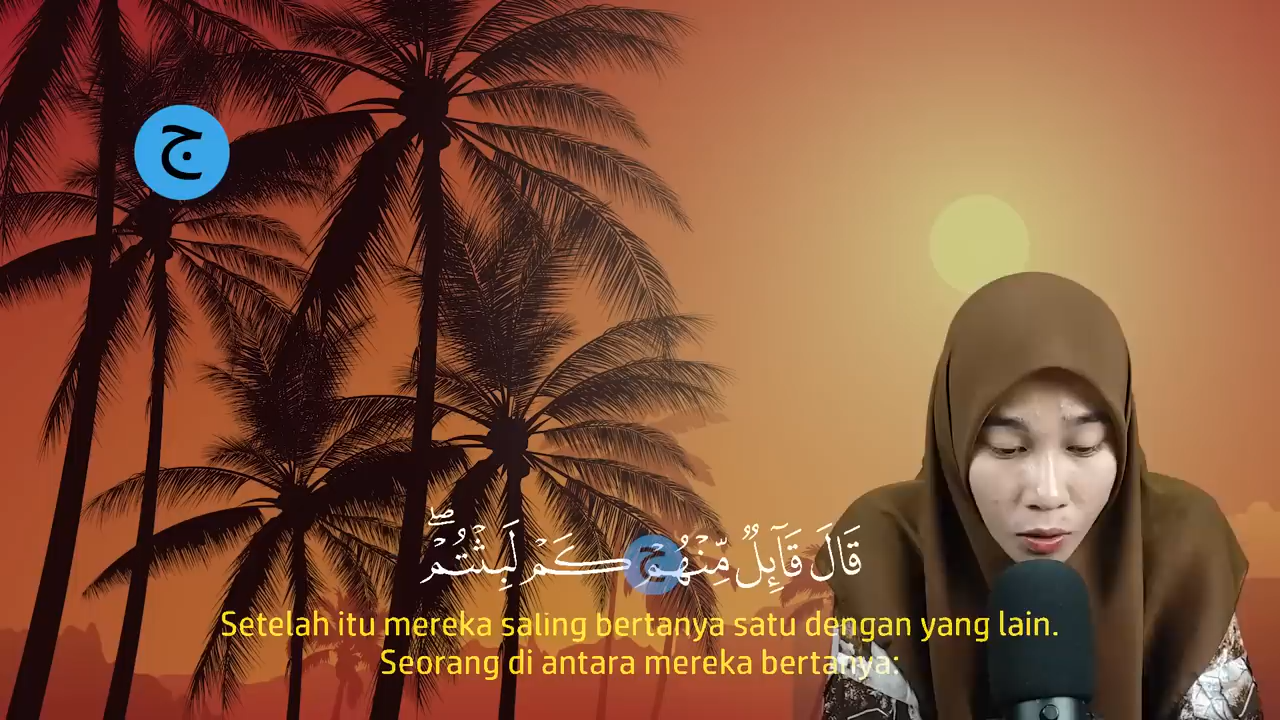 ج
قَالَ قَآئِلٌ مِّنْهُمْ كَمْ لَبِثْتُمْ ۖ
ج
Setelah itu mereka saling bertanya satu dengan yang lain.
Seorang di antara mereka bertanya: